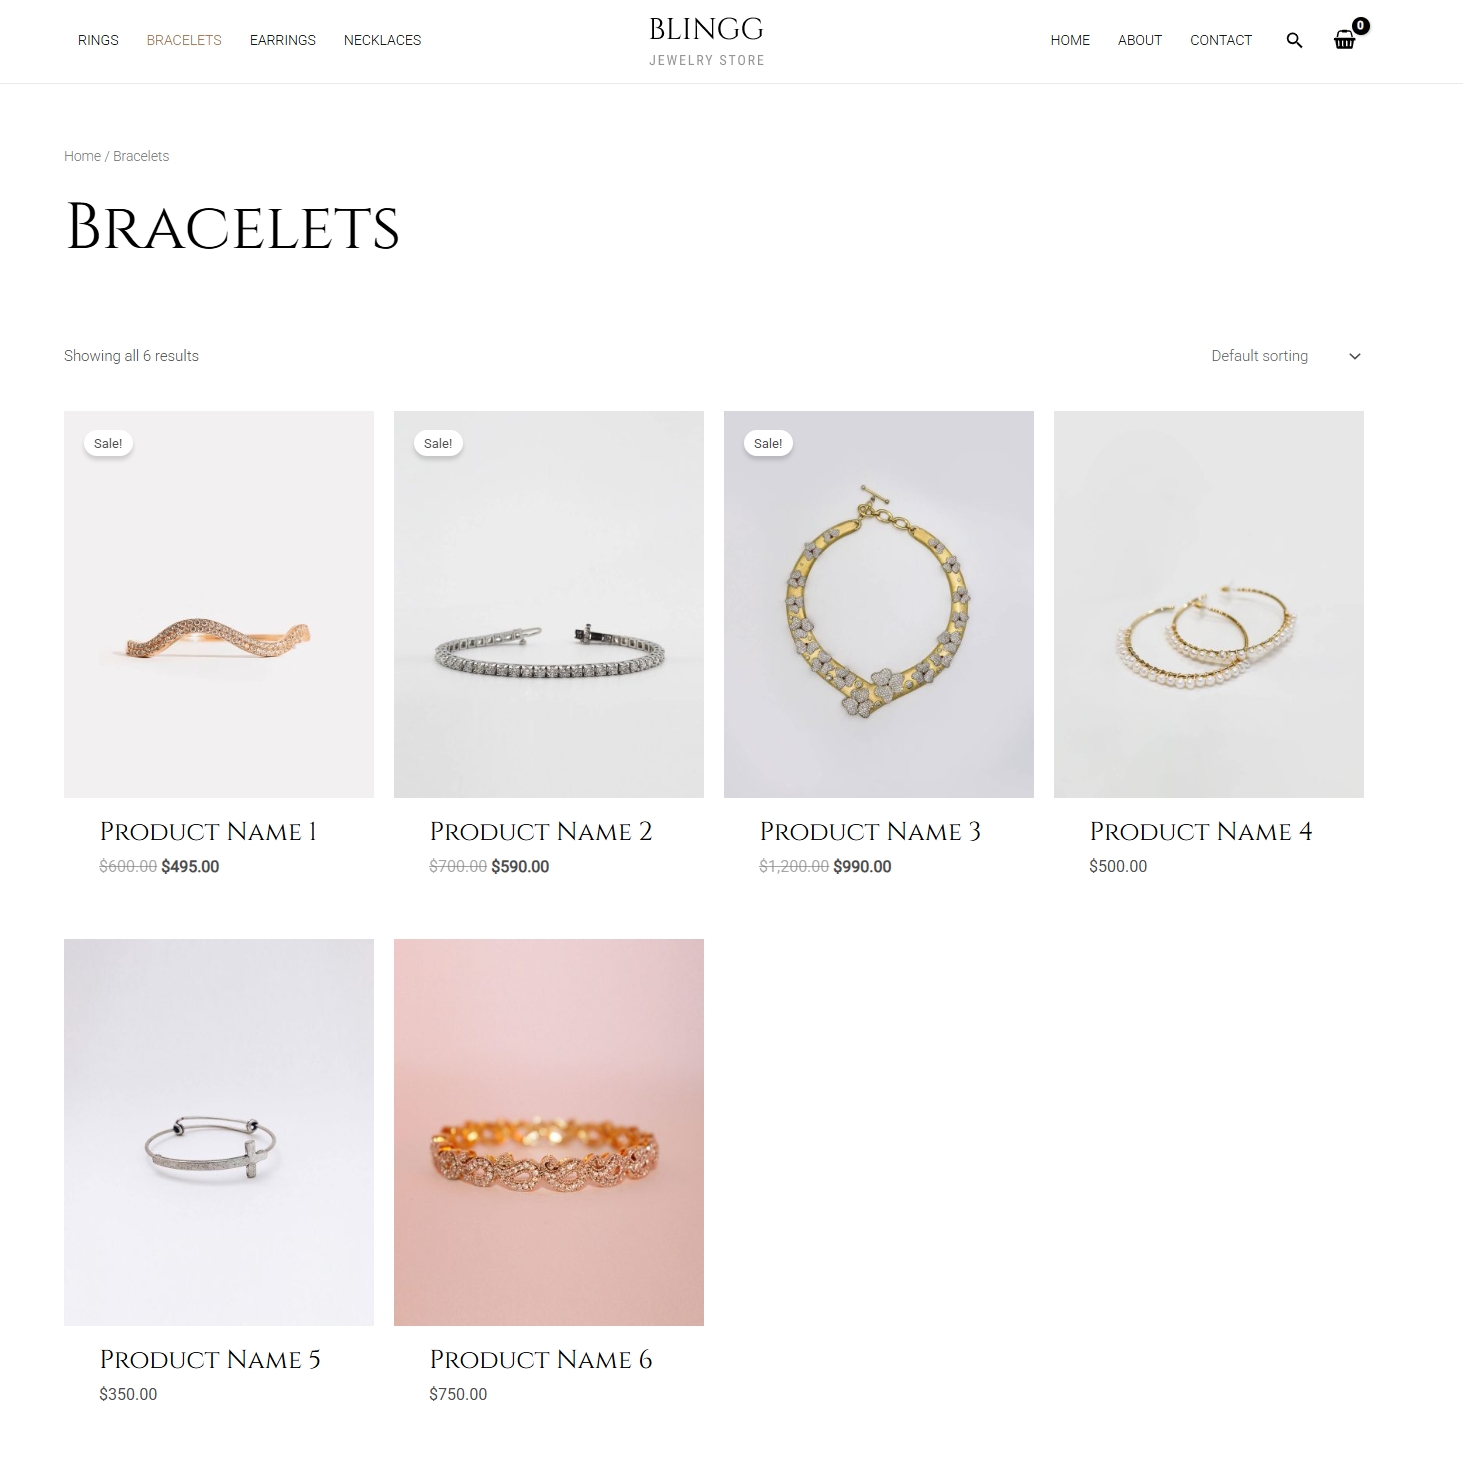 RINGS BRACELETS EARRINGS NECKLACES
BLINGG
JEWELRY STORE
HOME ABOUT CONTACT
0
Home / Bracelets
Bracelets
Showing all 6 results
Default sorting
Sale!
Sale!
Sale!
Product Name 1
$600.00 $495.00
Product Name 2
$700.00 $590.00
Product Name 3
$1,200.00 $990.00
Product Name 4
$500.00
Product Name 5
$350.00
Product Name 6
$750.00